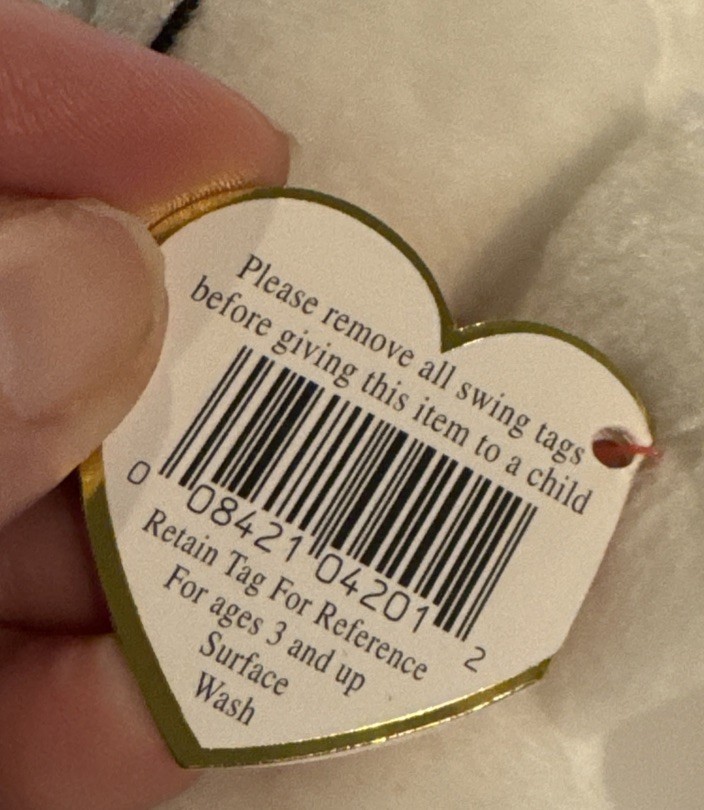 Please remove all swing tags
before giving this item to a child
0 08421 04201 2
Retain Tag For Reference
For ages 3 and up
Surface
Wash